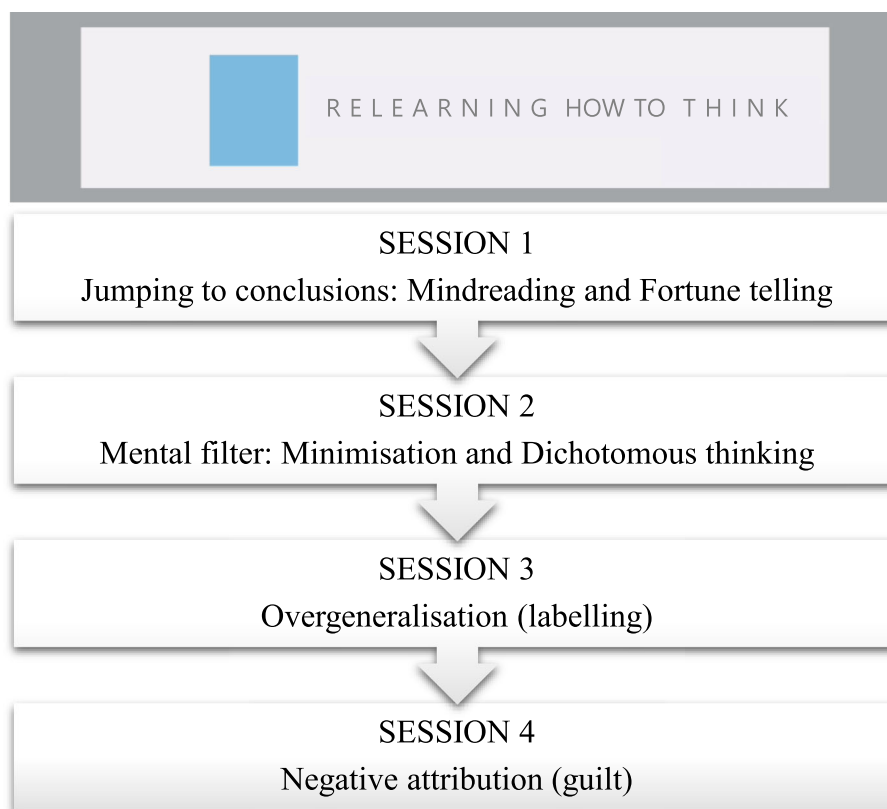 RELEARNING HOW TO THINK
SESSION 1
Jumping to conclusions: Mindreading and Fortune telling
SESSION 2
Mental filter: Minimisation and Dichotomous thinking
SESSION 3
Overgeneralisation (labelling)
SESSION 4
Negative attribution (guilt)